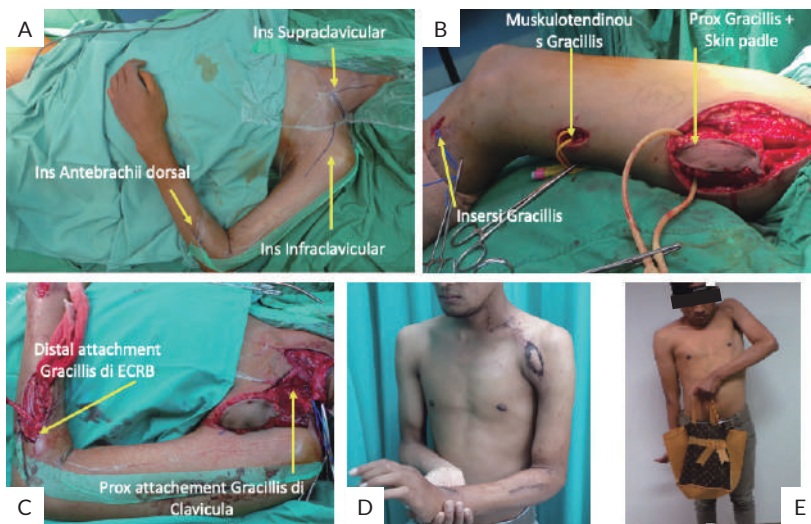 A
Ins Supraclavicular
Ins Antebrachii dorsal
Ins Infraclavicular
B
Muskulotendinou
s Gracillis
Prox Gracillis +
Skin padle
Insersi Gracillis
C
Distal attachment
Gracillis di ECRB
Prox attachement Gracillis di
Clavicula
D
E